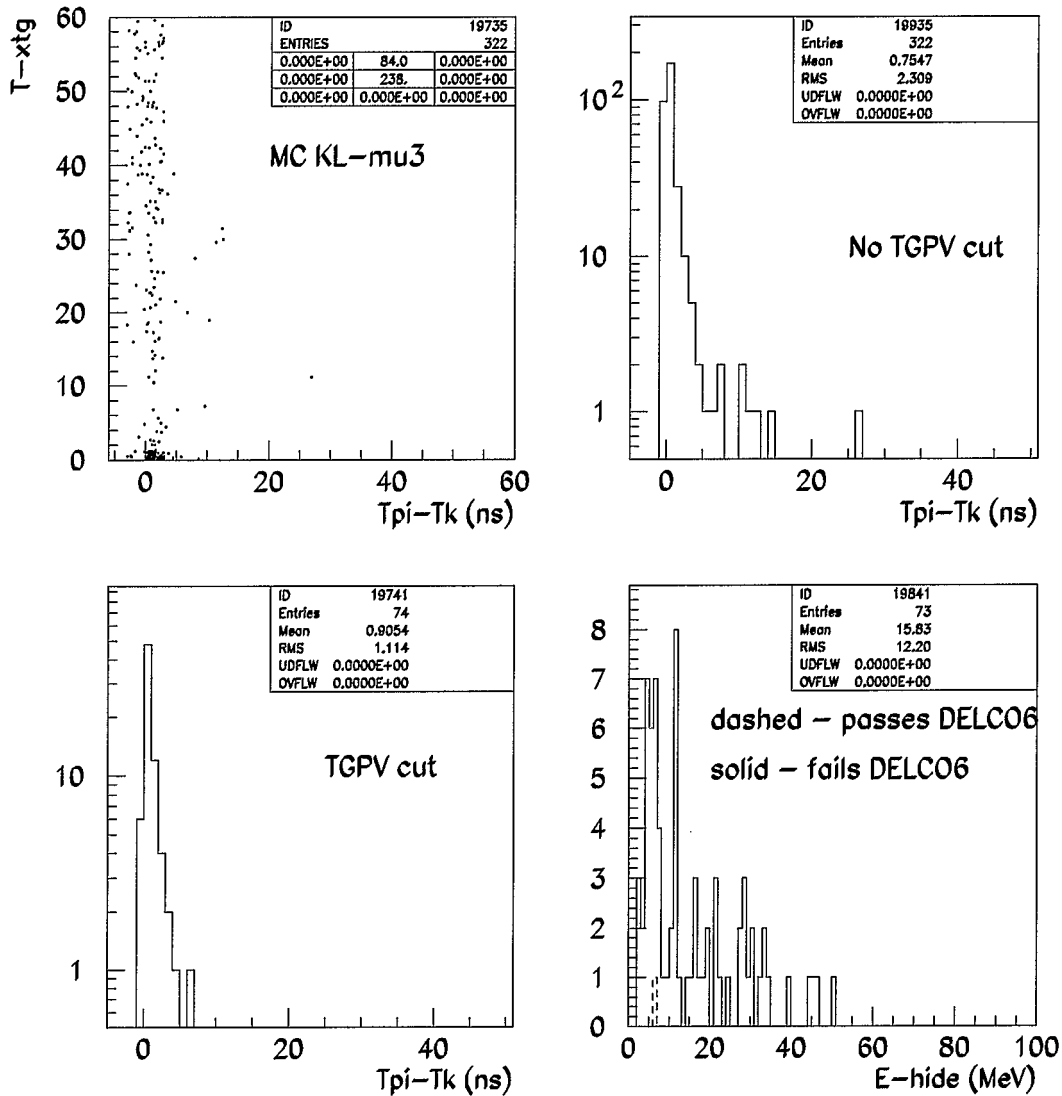 T-xtg
60
50
40
30
20
10
0
ID 19735
ENTRIES 322
0.000E+00 84.0 0.000E+00
0.000E+00 238. 0.000E+00
0.000E+00 0.000E+00 0.000E+00
MC KL-mu3
0 20 40 60
Tpi-Tk (ns)
10²
10
1
ID 19935
Entries 322
Mean 0.7547
RMS 2.309
UDFLW 0.0000E+00
OVFLW 0.0000E+00
No TGPV cut
0 20 40
Tpi-Tk (ns)
10
1
ID 19741
Entries 74
Mean 0.9054
RMS 1.114
UDFLW 0.0000E+00
OVFLW 0.0000E+00
TGPV cut
0 20 40
Tpi-Tk (ns)
8
7
6
5
4
3
2
1
0
ID 19841
Entries 73
Mean 15.83
RMS 12.20
UDFLW 0.0000E+00
OVFLW 0.0000E+00
dashed - passes DELCO6
solid - fails DELCO6
0 20 40 60 80 100
E-hide (MeV)